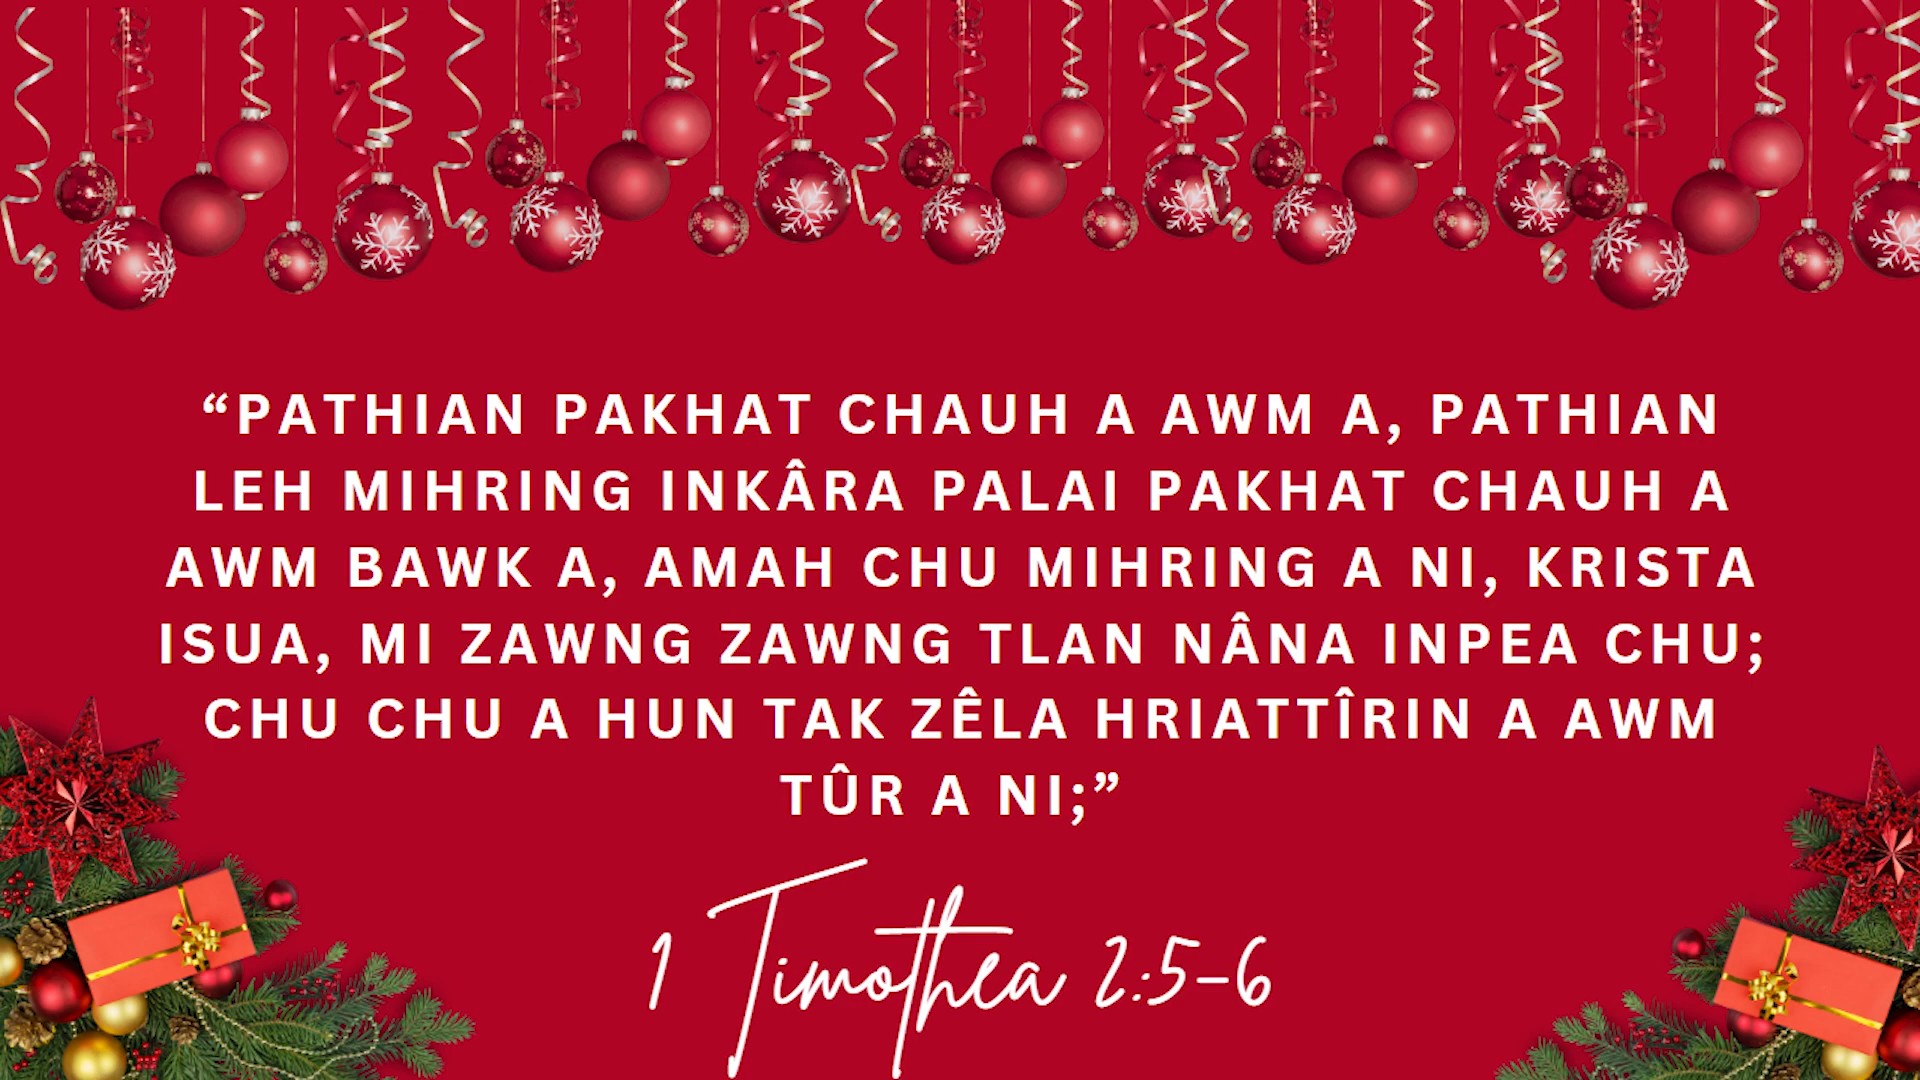 “PATHIAN PAKHAT CHAUH A AWM A, PATHIAN
LEH MIHRING INKÂRA PALAI PAKHAT CHAUH A
AWM BAWK A, AMAH CHU MIHRING A NI, KRISTA
ISUA, MI ZAWNG ZAWNG TLAN NÂNA INPEA CHU;
CHU CHU A HUN TAK ZÊLA HRIATTÎRIN A AWM
TÛR A NI;”
1 Timothea 2:5-6